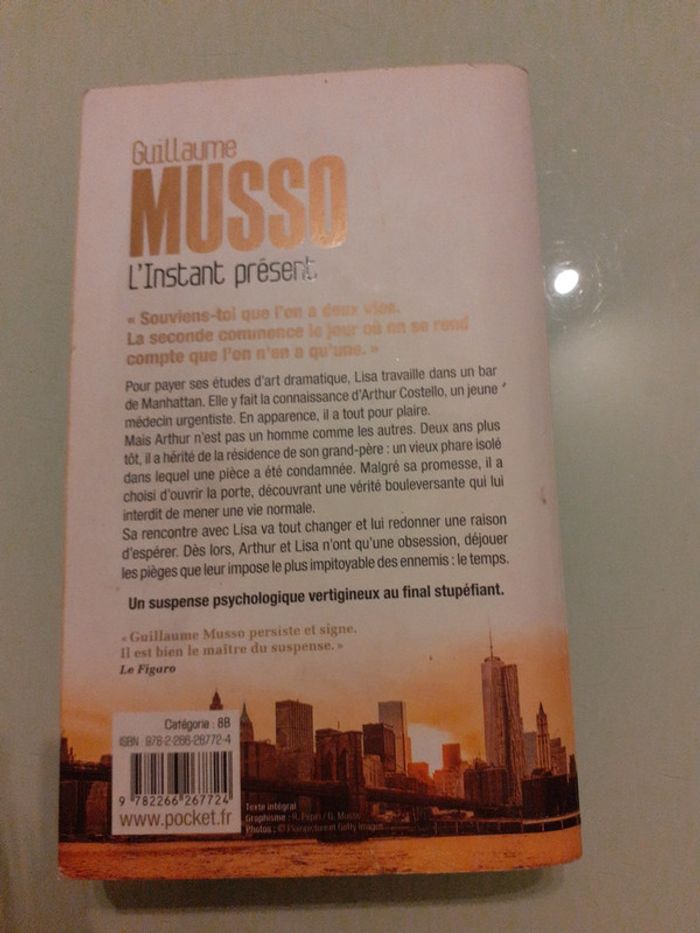 Guillaume
MUSSO
L'Instant présent
« Souviens-toi que l'on a deux vies.
La seconde commence le jour où on se rend
compte que l'on n'en a qu'une. »
Pour payer ses études d'art dramatique, Lisa travaille dans un bar
de Manhattan. Elle y fait la connaissance d'Arthur Costello, un jeune
médecin urgentiste. En apparence, il a tout pour plaire.
Mais Arthur n'est pas un homme comme les autres. Deux ans plus
tôt, il a hérité de la résidence de son grand-père : un vieux phare isolé
dans lequel une pièce a été condamnée. Malgré sa promesse, il a
choisi d'ouvrir la porte, découvrant une vérité bouleversante qui lui
interdit de mener une vie normale.
Sa rencontre avec Lisa va tout changer et lui redonner une raison
d'espérer. Dès lors, Arthur et Lisa n'ont qu'une obsession, déjouer
les pièges que leur impose le plus impitoyable des ennemis : le temps.
Un suspense psychologique vertigineux au final stupéfiant.
« Guillaume Musso persiste et signe.
Il est bien le maître du suspense. »
Le Figaro
Catégorie : 8B
ISBN 978-2-266-26772-4
9 782266 267724
www.pocket.fr
Texte intégral
Graphisme : R. Pépin / G. Musso
Photos : © Plainpicture et Getty Images